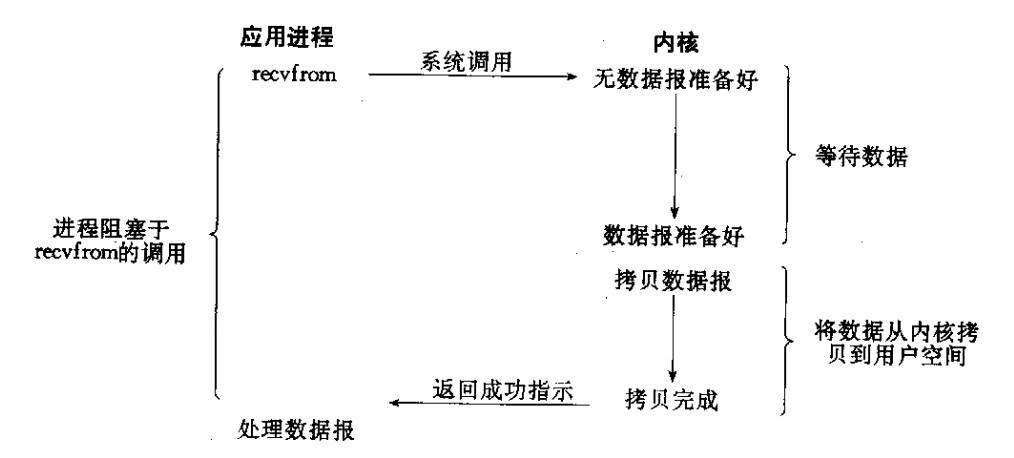 应用进程
内核
recvfrom
系统调用
无数据报准备好
等待数据
进程阻塞于
recvfrom的调用
数据报准备好
拷贝数据报
将数据从内核拷
贝到用户空间
返回成功指示
拷贝完成
处理数据报